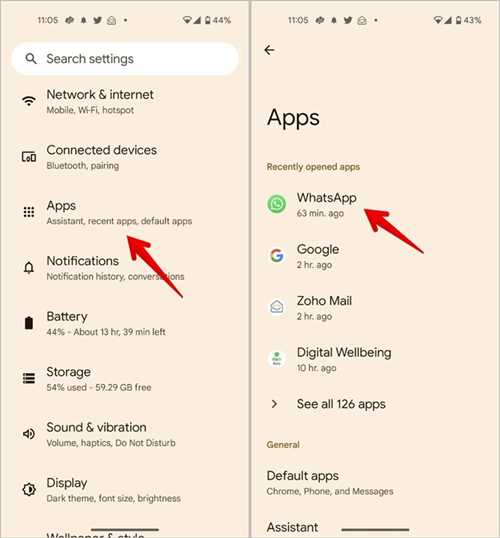 11:05
44%
Search settings
Network & internet
Mobile, Wi-Fi, hotspot
Connected devices
Bluetooth, pairing
Apps
Assistant, recent apps, default apps
Notifications
Notification history, conversations
Battery
44% - About 13 hr, 39 min left
Storage
54% used - 59.29 GB free
Sound & vibration
Volume, haptics, Do Not Disturb
Display
Dark theme, font size, brightness
Wallpaper & style
11:05
43%
Apps
Recently opened apps
WhatsApp
63 min. ago
Google
2 hr. ago
Zoho Mail
2 hr. ago
Digital Wellbeing
10 hr. ago
See all 126 apps
General
Default apps
Chrome, Phone, and Messages
Assistant